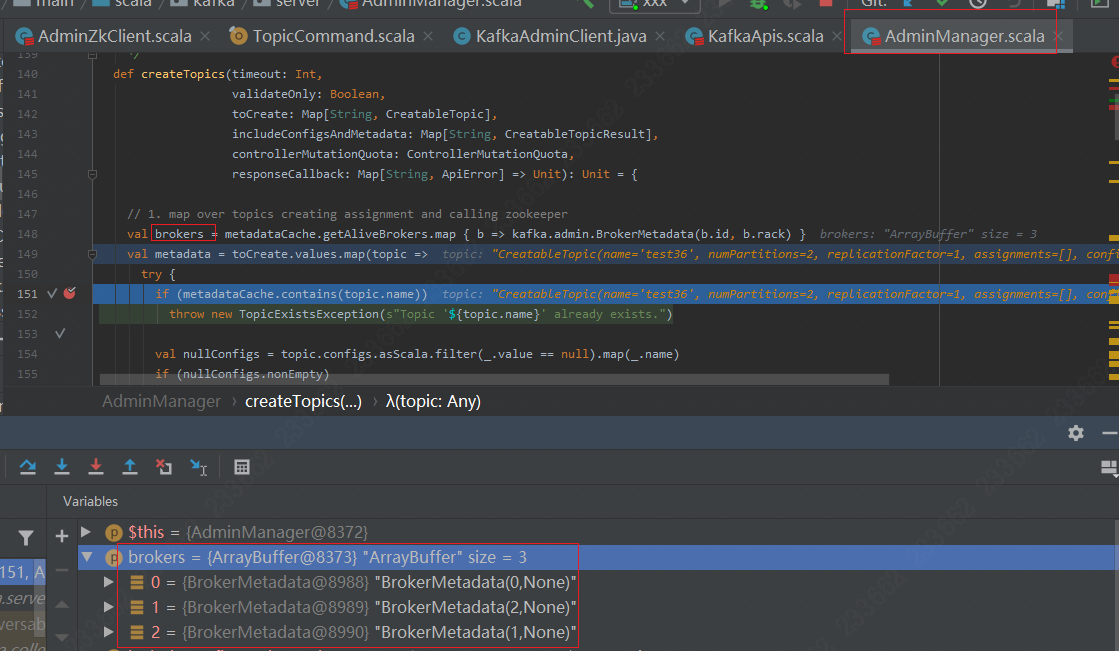 main scala kafka server AdminManager.scala xxx Git:
AdminZkClient.scala × TopicCommand.scala × KafkaAdminClient.java × KafkaApis.scala × AdminManager.scala ×
139 */
140 def createTopics(timeout: Int,
141 validateOnly: Boolean,
142 toCreate: Map[String, CreatableTopic],
143 includeConfigsAndMetadata: Map[String, CreatableTopicResult],
144 controllerMutationQuota: ControllerMutationQuota,
145 responseCallback: Map[String, ApiError] => Unit): Unit = {
146
147 // 1. map over topics creating assignment and calling zookeeper
148 val brokers = metadataCache.getAliveBrokers.map { b => kafka.admin.BrokerMetadata(b.id, b.rack) } brokers: "ArrayBuffer" size = 3
149 val metadata = toCreate.values.map(topic => topic: "CreatableTopic(name='test36', numPartitions=2, replicationFactor=1, assignments=[], confi
150 try {
151 if (metadataCache.contains(topic.name)) topic: "CreatableTopic(name='test36', numPartitions=2, replicationFactor=1, assignments=[], conf
152 throw new TopicExistsException(s"Topic '${topic.name}' already exists.")
153
154 val nullConfigs = topic.configs.asScala.filter(_.value == null).map(_.name)
155 if (nullConfigs.nonEmpty)
AdminManager › createTopics(...) › λ(topic: Any)
Variables
$this = {AdminManager@8372}
brokers = {ArrayBuffer@8373} "ArrayBuffer" size = 3
151, A
0 = {BrokerMetadata@8988} "BrokerMetadata(0,None)"
n.serve
1 = {BrokerMetadata@8989} "BrokerMetadata(2,None)"
versab
2 = {BrokerMetadata@8990} "BrokerMetadata(1,None)"